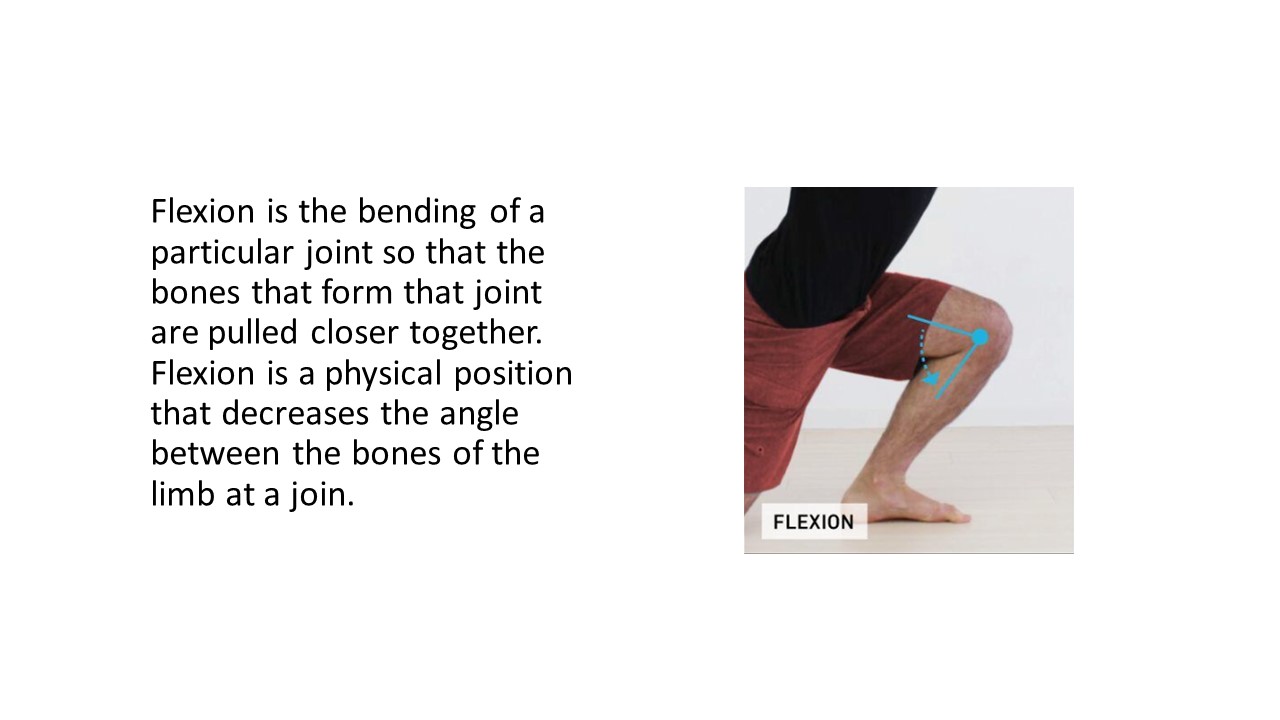 Flexion is the bending of a
particular joint so that the
bones that form that joint
are pulled closer together.
Flexion is a physical position
that decreases the angle
between the bones of the
limb at a join.
FLEXION